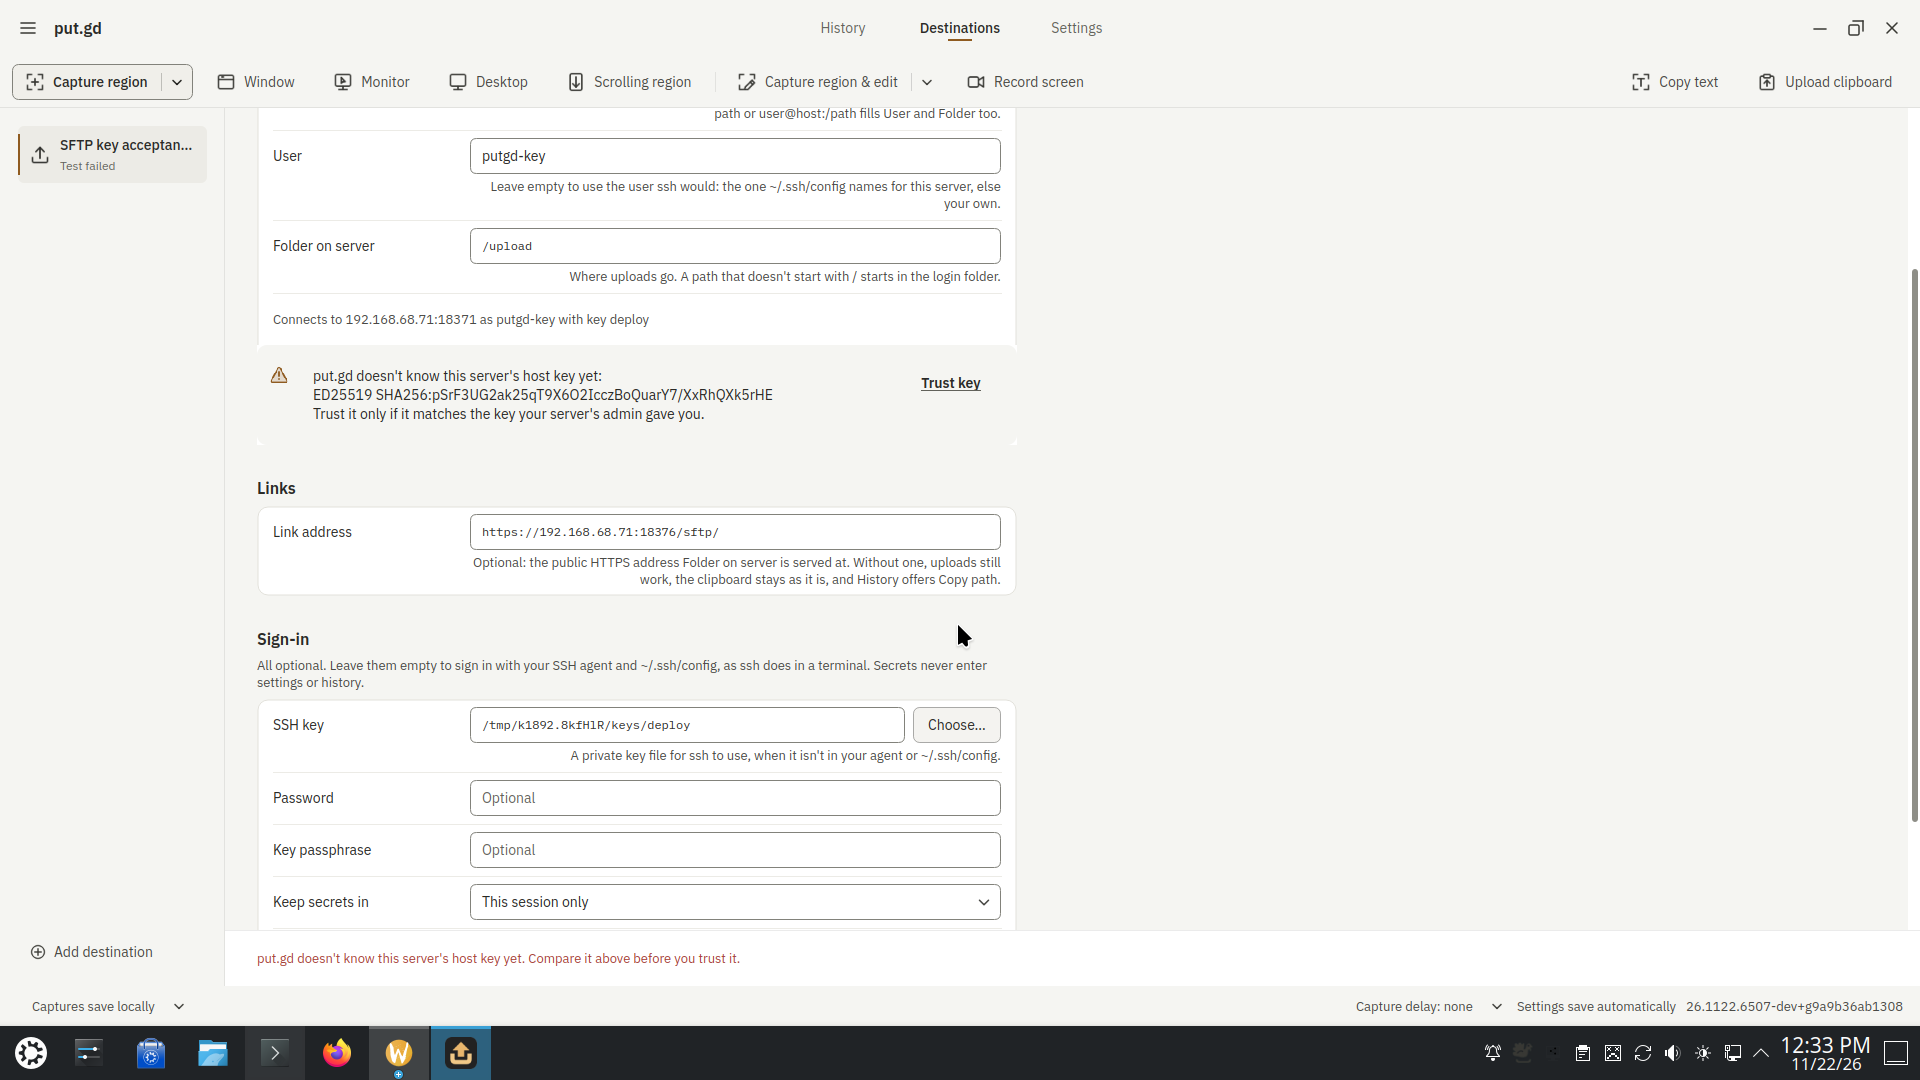 put.gd
History
Destinations
Settings
Capture region
Window
Monitor
Desktop
Scrolling region
Capture region & edit
Record screen
Copy text
Upload clipboard
SFTP key acceptan...
Test failed
path or user@host:/path fills User and Folder too.
User
putgd-key
Leave empty to use the user ssh would: the one ~/.ssh/config names for this server, else
your own.
Folder on server
/upload
Where uploads go. A path that doesn't start with / starts in the login folder.
Connects to 192.168.68.71:18371 as putgd-key with key deploy
put.gd doesn't know this server's host key yet:
ED25519 SHA256:pSrF3UG2ak25qT9X6O2IcczBoQuarY7/XxRhQXk5rHE
Trust it only if it matches the key your server's admin gave you.
Trust key
Links
Link address
https://192.168.68.71:18376/sftp/
Optional: the public HTTPS address Folder on server is served at. Without one, uploads still
work, the clipboard stays as it is, and History offers Copy path.
Sign-in
All optional. Leave them empty to sign in with your SSH agent and ~/.ssh/config, as ssh does in a terminal. Secrets never enter
settings or history.
SSH key
/tmp/k1892.8kfHlR/keys/deploy
Choose...
A private key file for ssh to use, when it isn't in your agent or ~/.ssh/config.
Password
Optional
Key passphrase
Optional
Keep secrets in
This session only
Add destination
put.gd doesn't know this server's host key yet. Compare it above before you trust it.
Captures save locally
Capture delay: none
Settings save automatically
26.1122.6507-dev+g9a9b36ab1308
12:33 PM
11/22/26